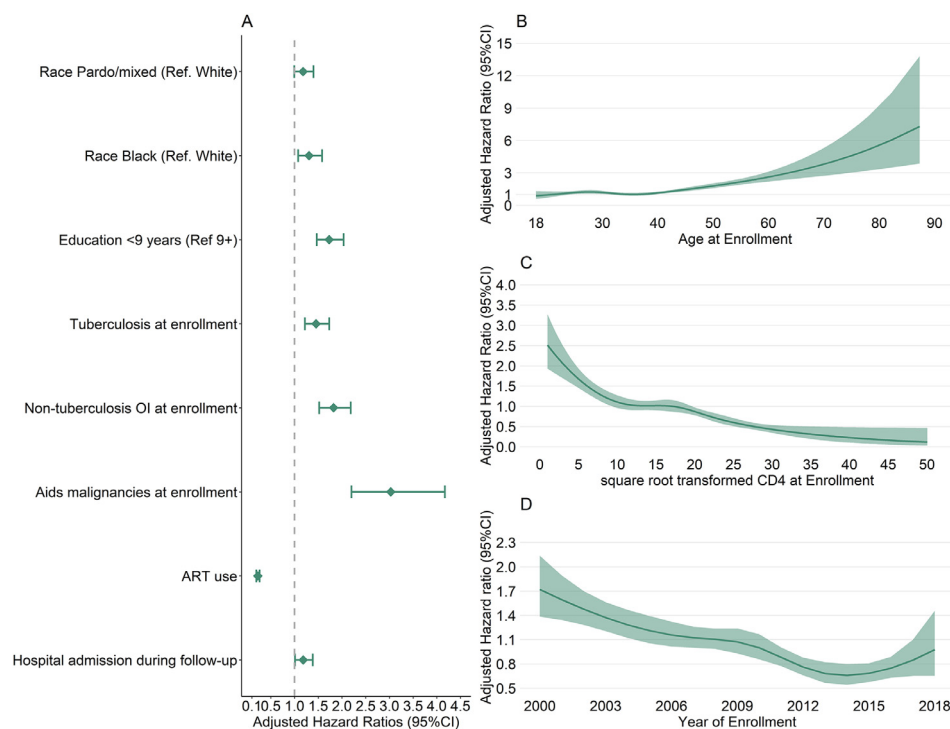 A
Race Pardo/mixed (Ref. White)
Race Black (Ref. White)
Education <9 years (Ref 9+)
Tuberculosis at enrollment
Non-tuberculosis OI at enrollment
Aids malignancies at enrollment
ART use
Hospital admission during follow-up
0.10.5 1.0 1.5 2.0 2.5 3.0 3.5 4.0 4.5
Adjusted Hazard Ratios (95%CI)
B
Adjusted Hazard Ratio (95%CI)
15
12
9
6
3
1
0
18 30 40 50 60 70 80 90
Age at Enrollment
C
Adjusted Hazard Ratio (95%CI)
4.0
3.5
3.0
2.5
2.0
1.5
1.0
0.5
0.0
0 5 10 15 20 25 30 35 40 45 50
square root transformed CD4 at Enrollment
D
Adjusted Hazard ratio (95%CI)
2.3
2.0
1.7
1.4
1.1
0.8
0.5
2000 2003 2006 2009 2012 2015 2018
Year of Enrollment